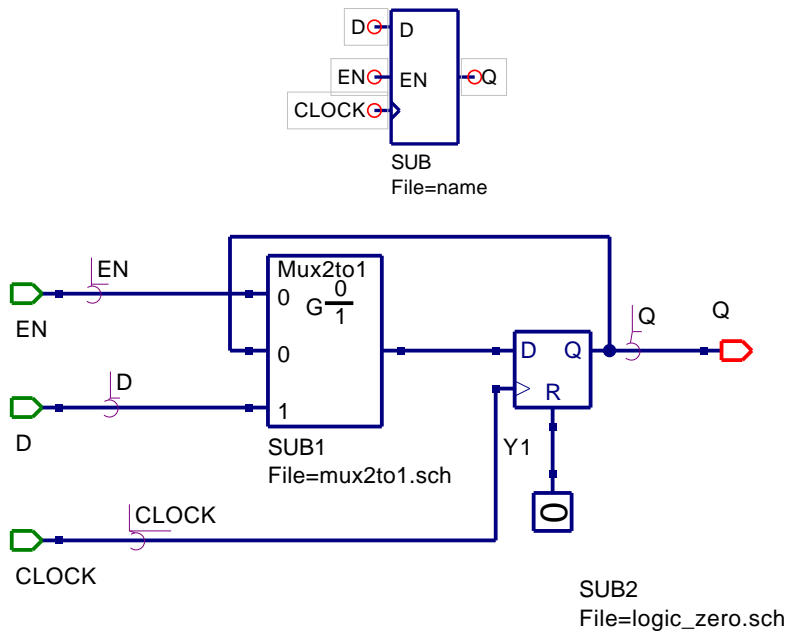 D D
EN EN Q
CLOCK
SUB
File=name
EN Mux2to1
0 G 0/1
EN
Q Q
0
D Q
D
1
R
D
SUB1
Y1
File=mux2to1.sch
CLOCK
0
CLOCK
SUB2
File=logic_zero.sch